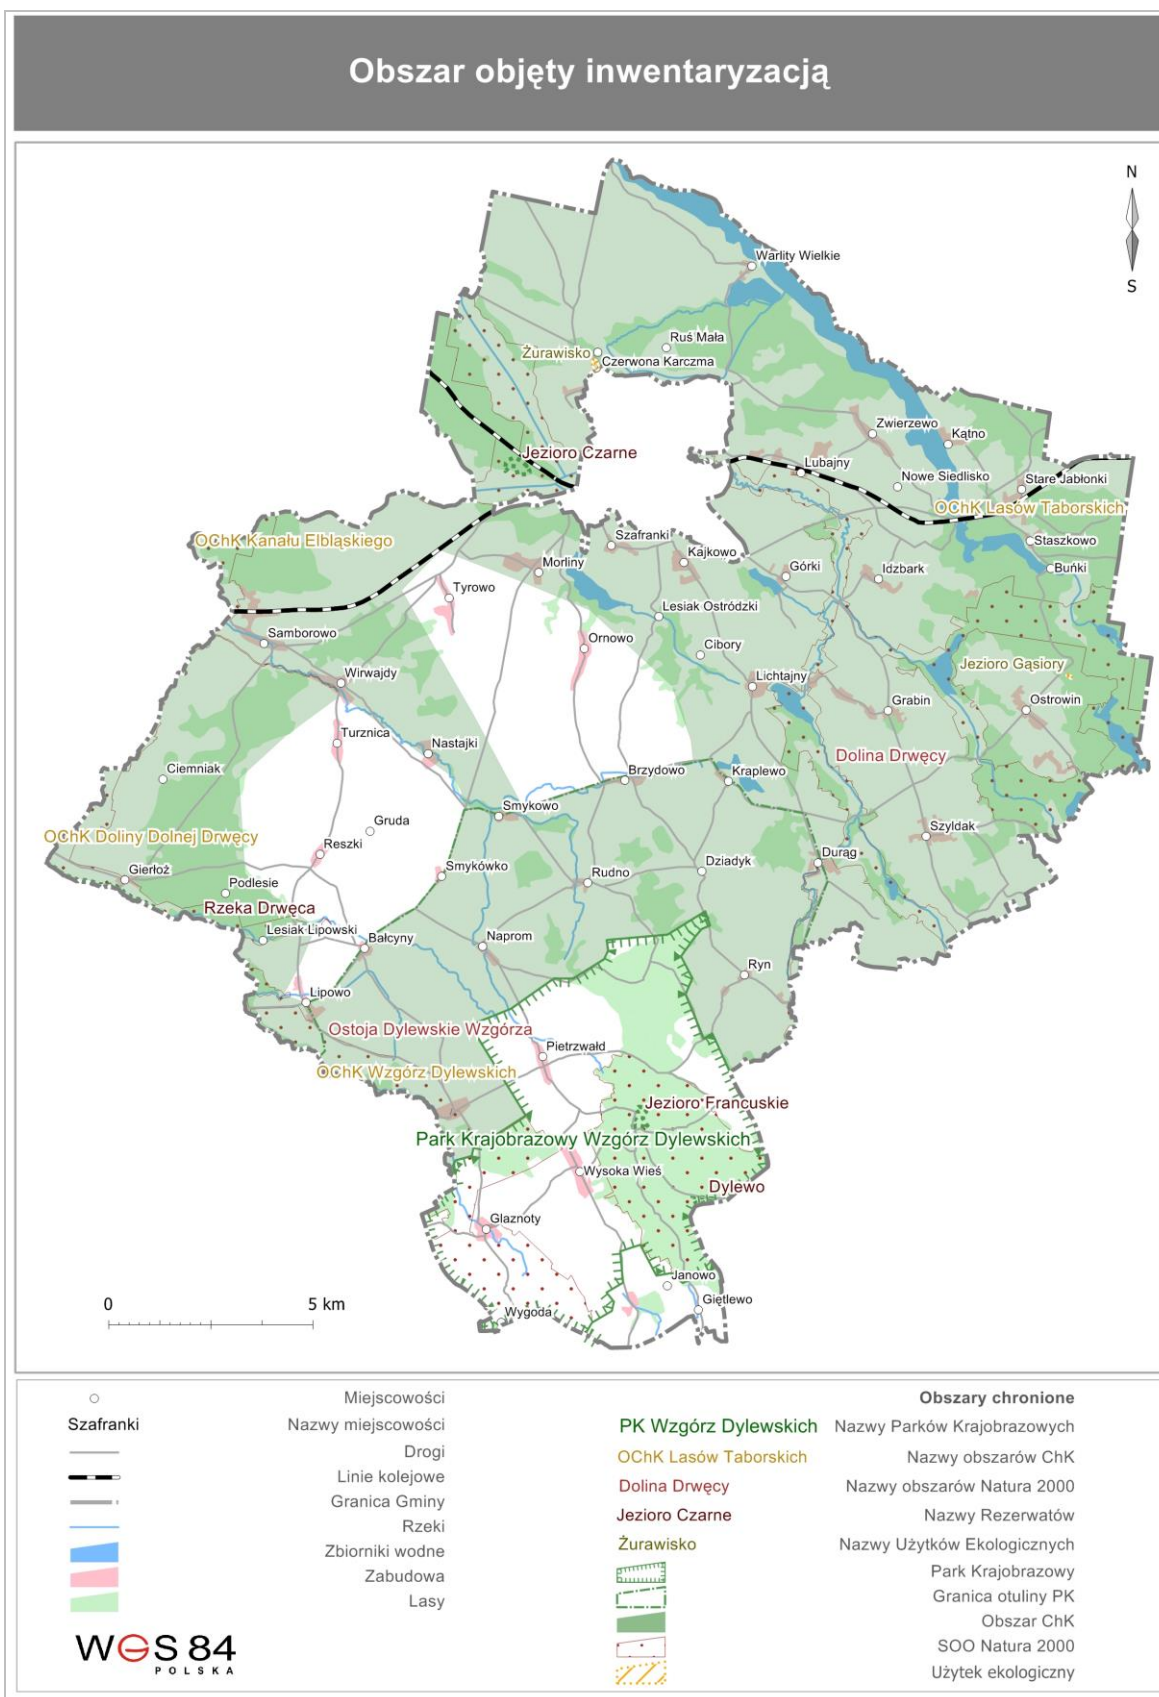 Obszar objęty inwentaryzacją
N
S
Warlity Wielkie
Ruś Mała
Żurawisko
Czerwona Karczma
Zwierzewo
Kątno
Jezioro Czarne
Lubajny
Nowe Siedlisko
Stare Jabłonki
OChK Lasów Taborskich
OChK Kanału Elbląskiego
Szafranki
Staszkowo
Morliny
Kajkowo
Górki
Idzbark
Buńki
Tyrowo
Lesiak Ostródzki
Samborowo
Ornowo
Cibory
Jezioro Gąsiory
Wirwajdy
Lichtajny
Grabin
Ostrowin
Turznica
Nastajki
Dolina Drwęcy
Ciemniak
Brzydowo
Kraplewo
Smykowo
Gruda
OChK Doliny Dolnej Drwęcy
Szyldak
Reszki
Durąg
Gierłoż
Smykówko
Rudno
Dziadyk
Podlesie
Rzeka Drwęca
Lesiak Lipowski
Bałcyny
Naprom
Ryn
Lipowo
Ostoja Dylewskie Wzgórza
Pietrzwałd
OChK Wzgórz Dylewskich
Jezioro Francuskie
Park Krajobrazowy Wzgórz Dylewskich
Wysoka Wieś
Dylewo
Glaznoty
Janowo
Giętlewo
Wygoda
0 5 km
Miejscowości
Szafranki Nazwy miejscowości
Drogi
Linie kolejowe
Granica Gminy
Rzeki
Zbiorniki wodne
Zabudowa
Lasy
WGS 84
POLSKA
Obszary chronione
PK Wzgórz Dylewskich Nazwy Parków Krajobrazowych
OChK Lasów Taborskich Nazwy obszarów ChK
Dolina Drwęcy Nazwy obszarów Natura 2000
Jezioro Czarne Nazwy Rezerwatów
Żurawisko Nazwy Użytków Ekologicznych
Park Krajobrazowy
Granica otuliny PK
Obszar ChK
SOO Natura 2000
Użytek ekologiczny